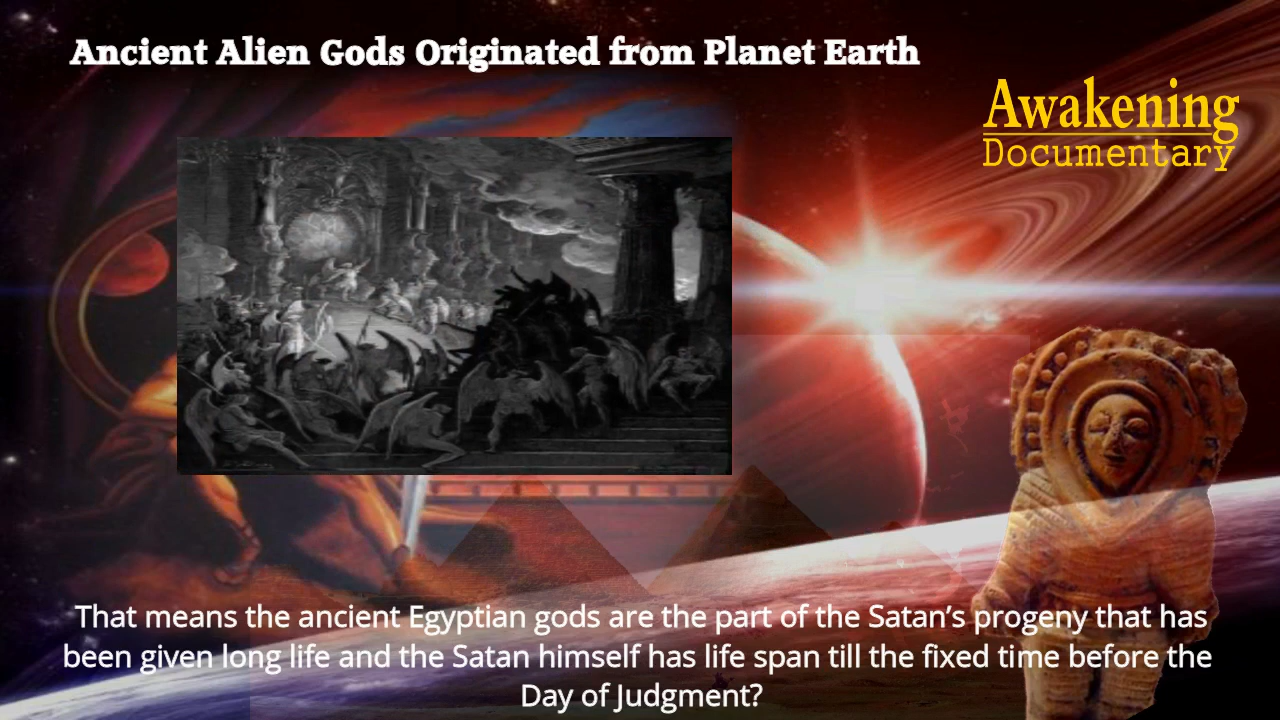 Ancient Alien Gods Originated from Planet Earth
Awakening
Documentary
That means the ancient Egyptian gods are the part of the Satan’s progeny that has
been given long life and the Satan himself has life span till the fixed time before the
Day of Judgment?